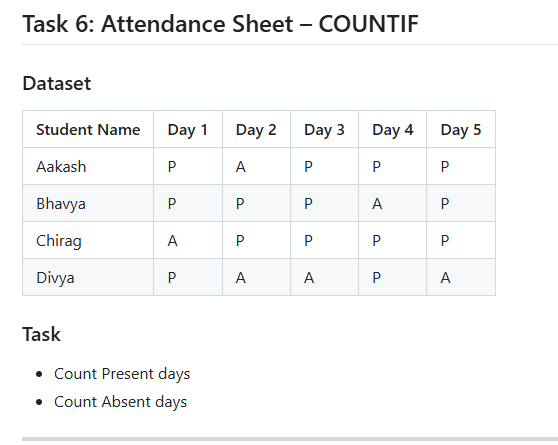 Task 6: Attendance Sheet – COUNTIF
Dataset
Student Name Day 1 Day 2 Day 3 Day 4 Day 5
Aakash P A P P P
Bhavya P P P A P
Chirag A P P P P
Divya P A A P A
Task
• Count Present days
• Count Absent days